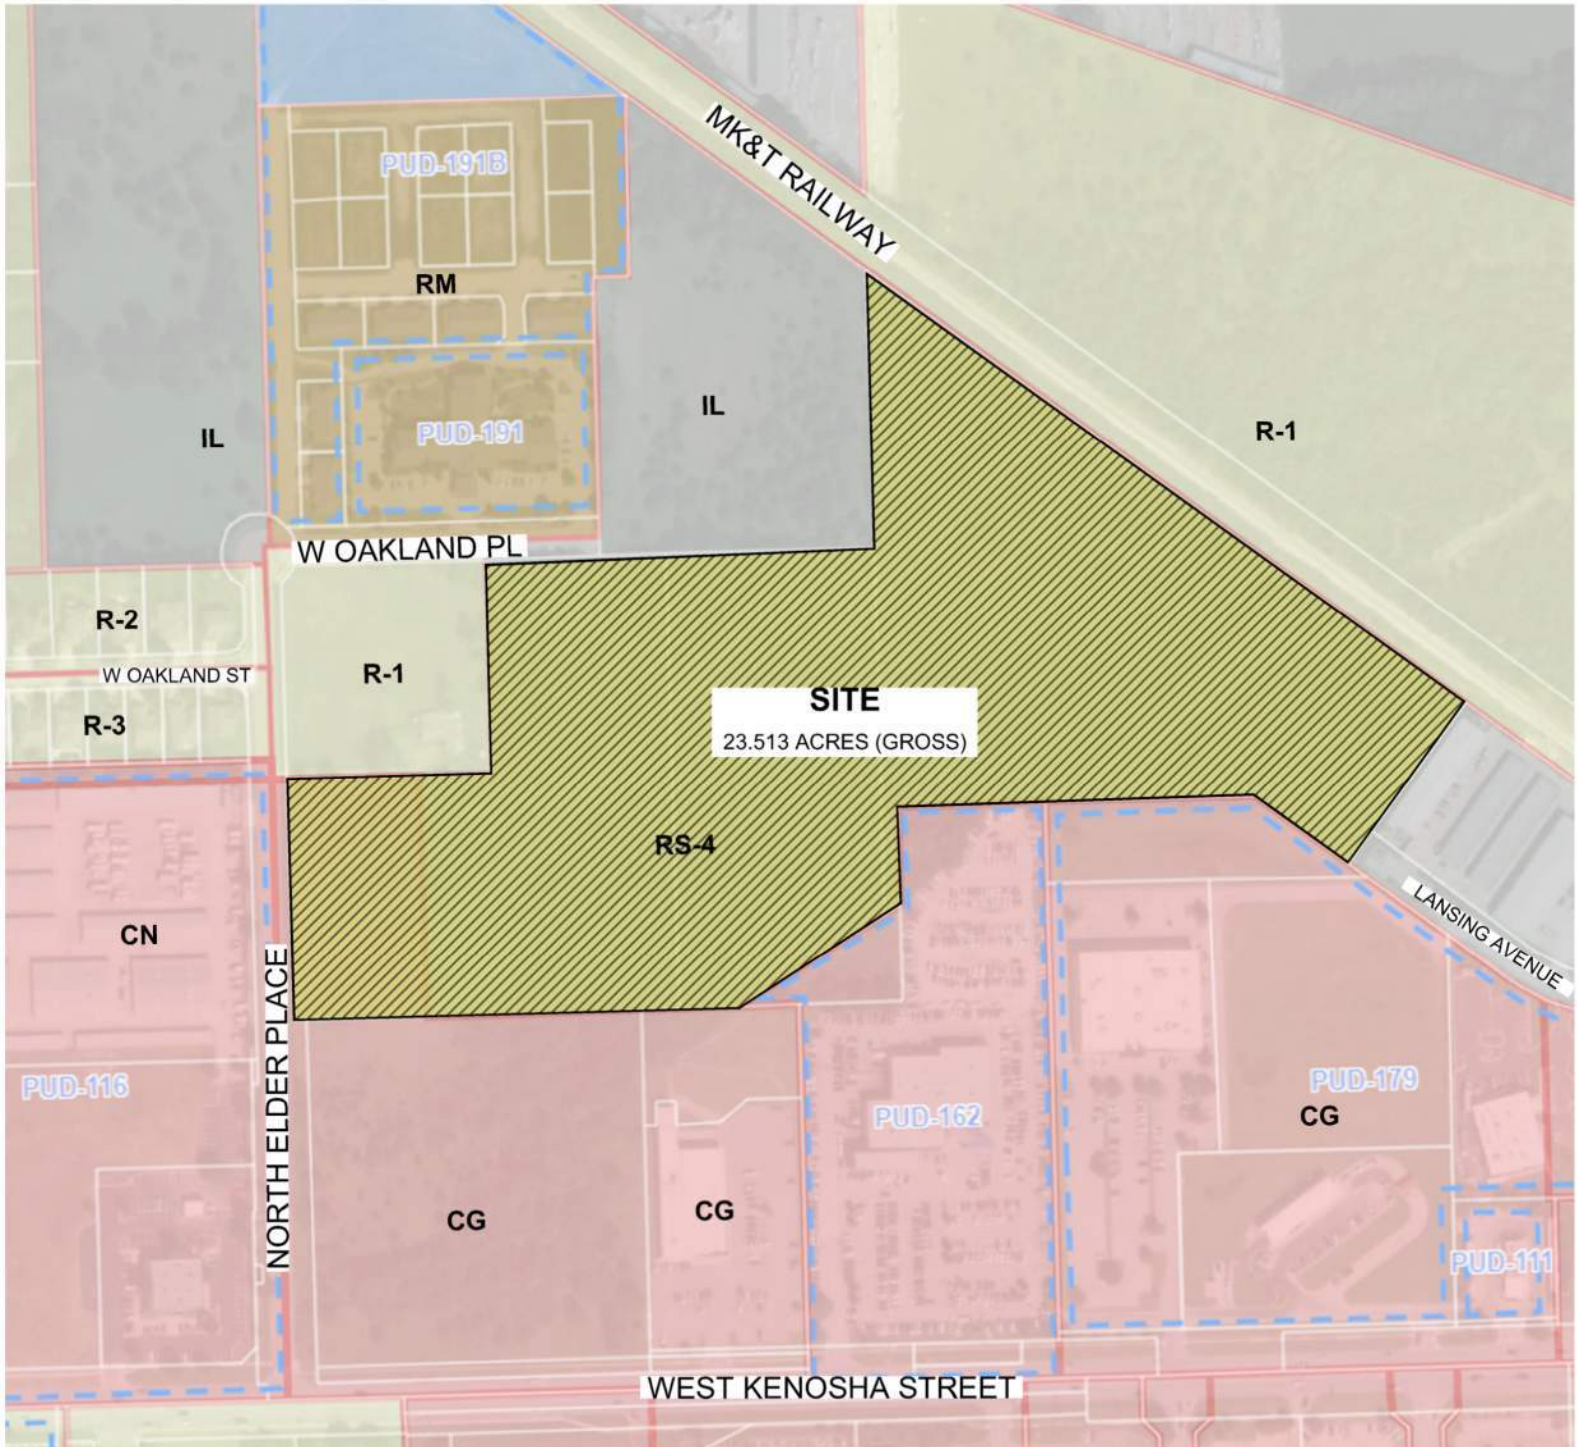 MK&T RAILWAY
PUD-191B
RM
IL
PUD-191
IL
R-1
W OAKLAND PL
R-2
W OAKLAND ST
R-1
R-3
SITE
23.513 ACRES (GROSS)
RS-4
CN
LANSING AVENUE
NORTH ELDER PLACE
PUD-116
PUD-179
CG
PUD-162
CG
CG
PUD-111
WEST KENOSHA STREET